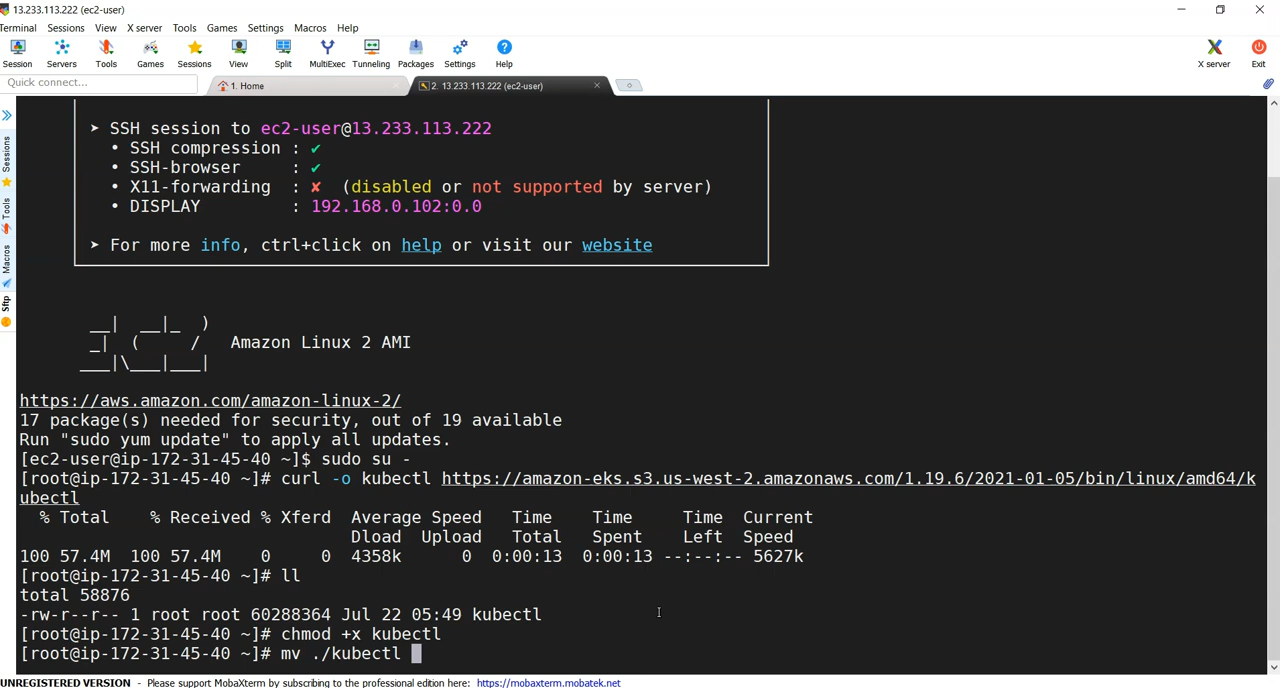 13.233.113.222 (ec2-user)
Terminal Sessions View X server Tools Games Settings Macros Help
Session Servers Tools Games Sessions View Split MultiExec Tunneling Packages Settings Help X server Exit
Quick connect... 1. Home 2. 13.233.113.222 (ec2-user)
Sessions
Tools
Macros
Sftp
➤ SSH session to ec2-user@13.233.113.222
• SSH compression : ✔
• SSH-browser : ✔
• X11-forwarding : ✘ (disabled or not supported by server)
• DISPLAY : 192.168.0.102:0.0
➤ For more info, ctrl+click on help or visit our website
__| __|_ )
_| ( / Amazon Linux 2 AMI
___|\___|___|
https://aws.amazon.com/amazon-linux-2/
17 package(s) needed for security, out of 19 available
Run "sudo yum update" to apply all updates.
[ec2-user@ip-172-31-45-40 ~]$ sudo su -
[root@ip-172-31-45-40 ~]# curl -o kubectl https://amazon-eks.s3.us-west-2.amazonaws.com/1.19.6/2021-01-05/bin/linux/amd64/k
ubectl
% Total % Received % Xferd Average Speed Time Time Time Current
Dload Upload Total Spent Left Speed
100 57.4M 100 57.4M 0 0 4358k 0 0:00:13 0:00:13 --:--:-- 5627k
[root@ip-172-31-45-40 ~]# ll
total 58876
-rw-r--r-- 1 root root 60288364 Jul 22 05:49 kubectl
[root@ip-172-31-45-40 ~]# chmod +x kubectl
[root@ip-172-31-45-40 ~]# mv ./kubectl
UNREGISTERED VERSION - Please support MobaXterm by subscribing to the professional edition here: https://mobaxterm.mobatek.net